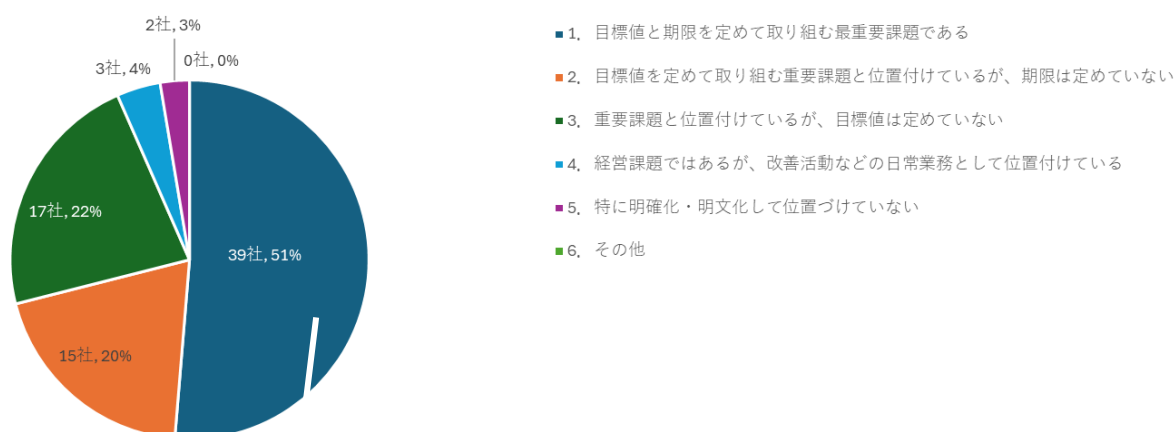 2社, 3%
0社, 0%
3社, 4%
17社, 22%
39社, 51%
15社, 20%
1. 目標値と期限を定めて取り組む最重要課題である
2. 目標値を定めて取り組む重要課題と位置付けているが、期限は定めていない
3. 重要課題と位置付けているが、目標値は定めていない
4. 経営課題ではあるが、改善活動などの日常業務として位置付けている
5. 特に明確化・明文化して位置づけていない
6. その他